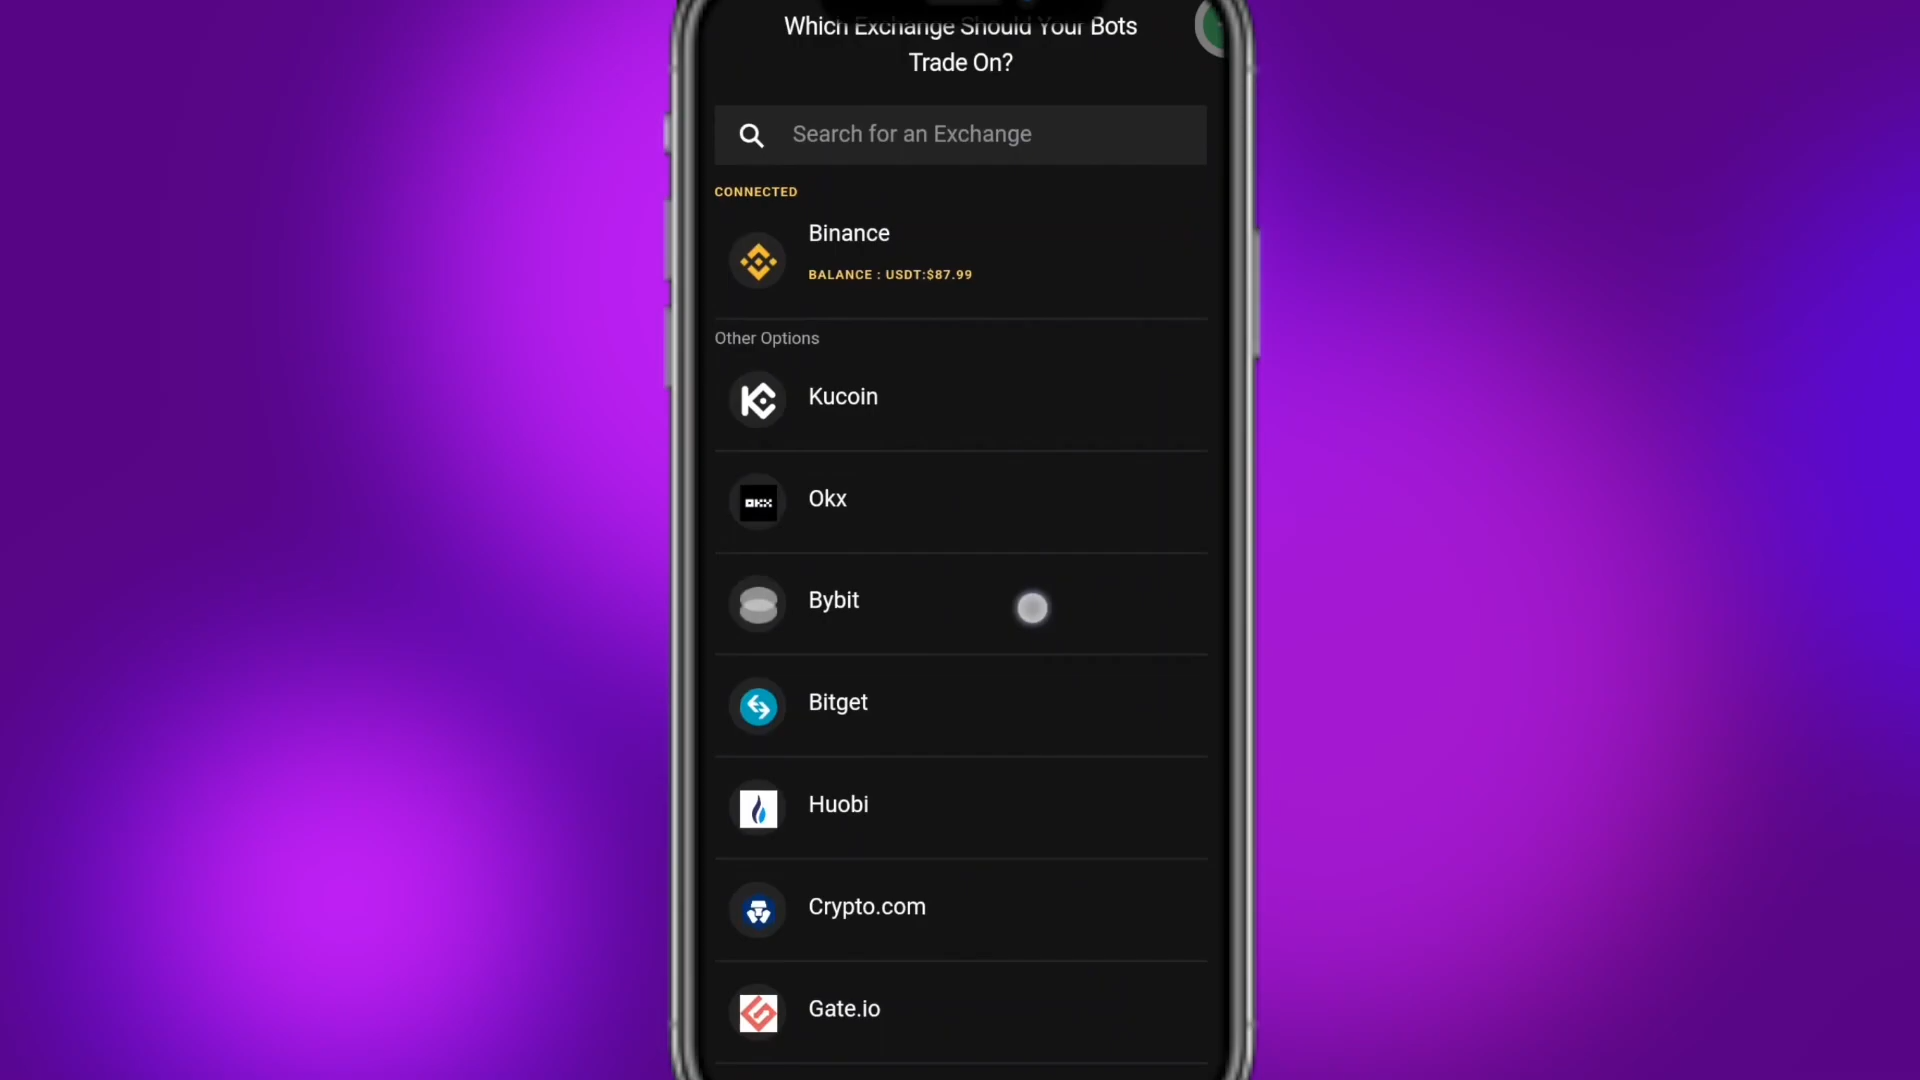 Which Exchange Should Your Bots
Trade On?
Search for an Exchange
CONNECTED
Binance
BALANCE : USDT:$87.99
Other Options
Kucoin
OKX
Okx
Bybit
Bitget
Huobi
Crypto.com
Gate.io